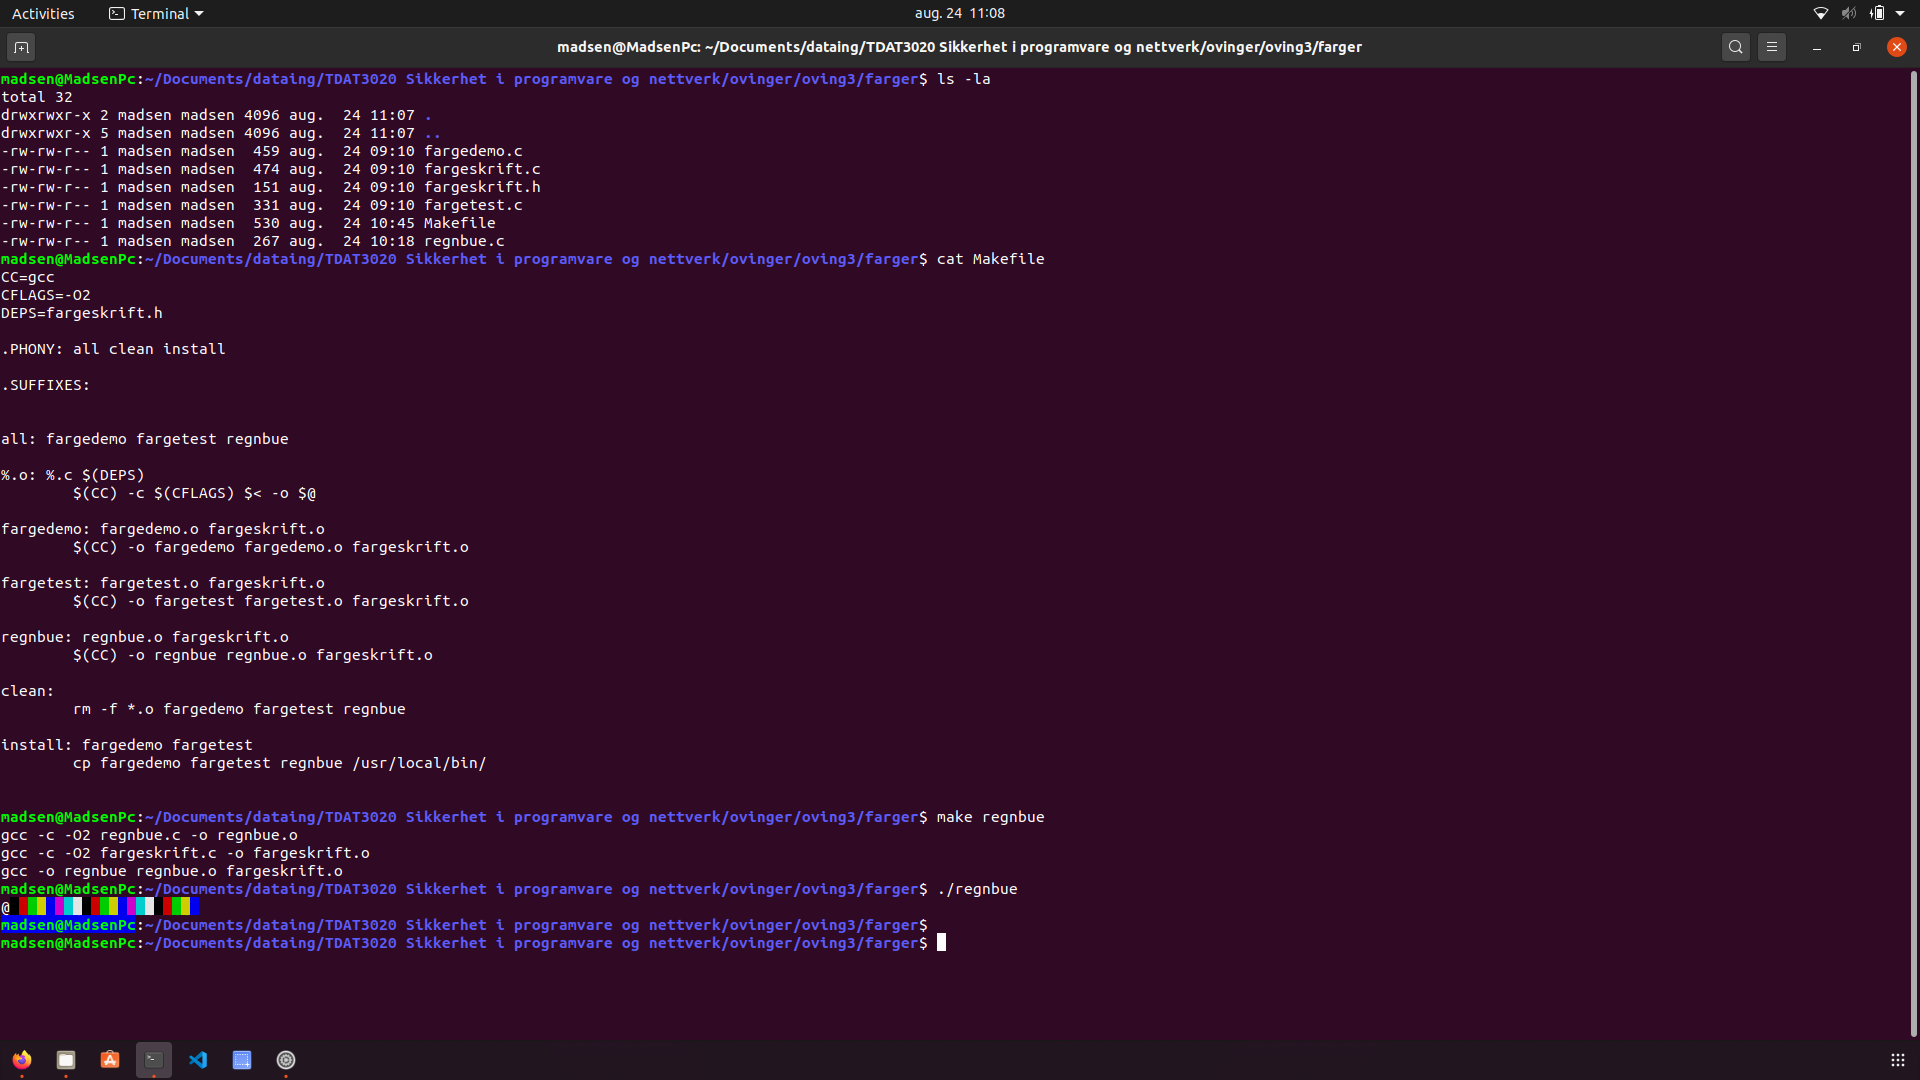 Activities
Terminal
aug. 24 11:08
madsen@MadsenPc: ~/Documents/dataing/TDAT3020 Sikkerhet i programvare og nettverk/ovinger/oving3/farger
madsen@MadsenPc:~/Documents/dataing/TDAT3020 Sikkerhet i programvare og nettverk/ovinger/oving3/farger$ ls -la
total 32
drwxrwxr-x 2 madsen madsen 4096 aug.  24 11:07 .
drwxrwxr-x 5 madsen madsen 4096 aug.  24 11:07 ..
-rw-rw-r-- 1 madsen madsen  459 aug.  24 09:10 fargedemo.c
-rw-rw-r-- 1 madsen madsen  474 aug.  24 09:10 fargeskrift.c
-rw-rw-r-- 1 madsen madsen  151 aug.  24 09:10 fargeskrift.h
-rw-rw-r-- 1 madsen madsen  331 aug.  24 09:10 fargetest.c
-rw-rw-r-- 1 madsen madsen  530 aug.  24 10:45 Makefile
-rw-rw-r-- 1 madsen madsen  267 aug.  24 10:18 regnbue.c
madsen@MadsenPc:~/Documents/dataing/TDAT3020 Sikkerhet i programvare og nettverk/ovinger/oving3/farger$ cat Makefile
CC=gcc
CFLAGS=-O2
DEPS=fargeskrift.h
.PHONY: all clean install
.SUFFIXES:
all: fargedemo fargetest regnbue
%.o: %.c $(DEPS)
        $(CC) -c $(CFLAGS) $< -o $@
fargedemo: fargedemo.o fargeskrift.o
        $(CC) -o fargedemo fargedemo.o fargeskrift.o
fargetest: fargetest.o fargeskrift.o
        $(CC) -o fargetest fargetest.o fargeskrift.o
regnbue: regnbue.o fargeskrift.o
        $(CC) -o regnbue regnbue.o fargeskrift.o
clean:
        rm -f *.o fargedemo fargetest regnbue
install: fargedemo fargetest
        cp fargedemo fargetest regnbue /usr/local/bin/
madsen@MadsenPc:~/Documents/dataing/TDAT3020 Sikkerhet i programvare og nettverk/ovinger/oving3/farger$ make regnbue
gcc -c -O2 regnbue.c -o regnbue.o
gcc -c -O2 fargeskrift.c -o fargeskrift.o
gcc -o regnbue regnbue.o fargeskrift.o
madsen@MadsenPc:~/Documents/dataing/TDAT3020 Sikkerhet i programvare og nettverk/ovinger/oving3/farger$ ./regnbue
@
madsen@MadsenPc:~/Documents/dataing/TDAT3020 Sikkerhet i programvare og nettverk/ovinger/oving3/farger$
madsen@MadsenPc:~/Documents/dataing/TDAT3020 Sikkerhet i programvare og nettverk/ovinger/oving3/farger$